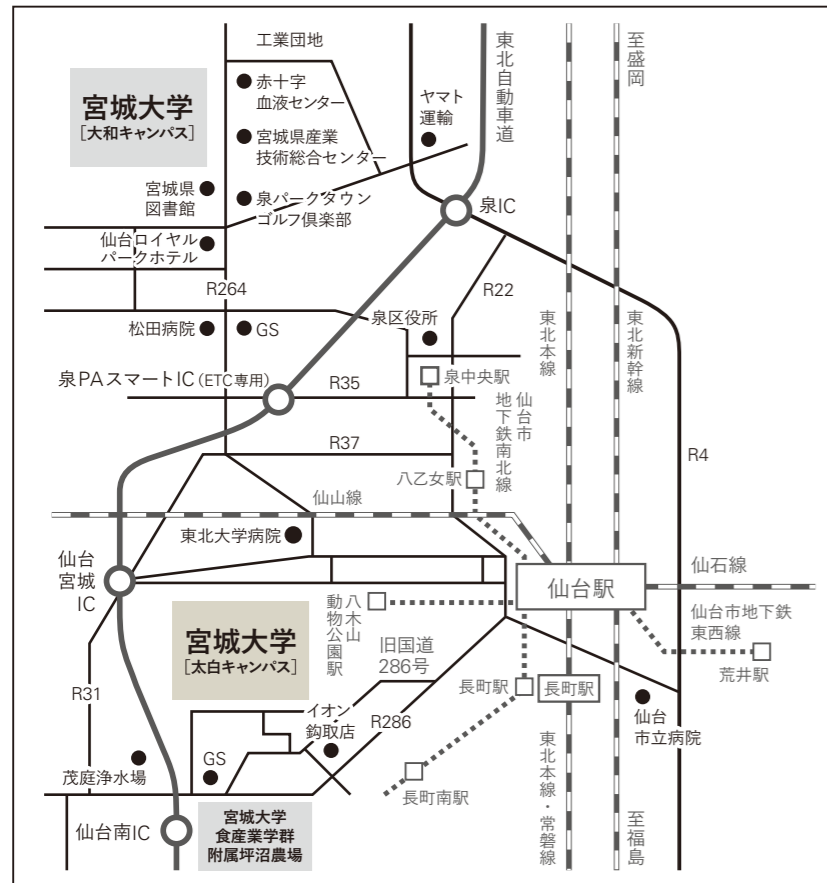 工業団地
東北自動車道
至盛岡
宮城大学
[大和キャンパス]
赤十字
血液センター
ヤマト
運輸
宮城県産業
技術総合センター
宮城県
図書館
泉パークタウン
ゴルフ倶楽部
泉IC
仙台ロイヤル
パークホテル
R264
R22
松田病院
GS
泉区役所
東北本線
東北新幹線
泉PAスマートIC(ETC専用)
R35
泉中央駅
仙台市
地下鉄南北線
R37
R4
八乙女駅
仙山線
東北大学病院
仙台
宮城
IC
仙台駅
仙石線
八木山
動物公園駅
仙台市地下鉄
東西線
荒井駅
宮城大学
[太白キャンパス]
旧国道
286号
R31
長町駅
長町駅
イオン
鈎取店
R286
仙台
市立病院
茂庭浄水場
GS
長町南駅
東北本線・常磐線
至福島
仙台南IC
宮城大学
食産業学群
附属坪沼農場